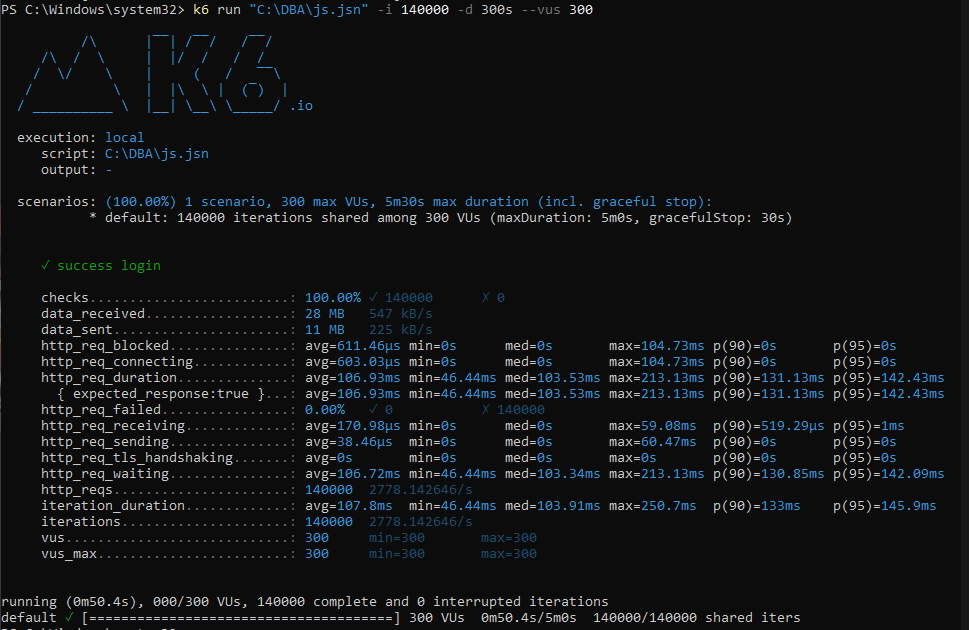 PS C:\Windows\system32> k6 run "C:\DBA\js.jsn" -i 140000 -d 300s --vus 300
K6 .io
execution: local
script: C:\DBA\js.jsn
output: -
scenarios: (100.00%) 1 scenario, 300 max VUs, 5m30s max duration (incl. graceful stop):
* default: 140000 iterations shared among 300 VUs (maxDuration: 5m0s, gracefulStop: 30s)
✓ success login
checks.........................: 100.00% ✓ 140000 ✗ 0
data_received..................: 28 MB 547 kB/s
data_sent......................: 11 MB 225 kB/s
http_req_blocked...............: avg=611.46µs min=0s med=0s max=104.73ms p(90)=0s p(95)=0s
http_req_connecting............: avg=603.03µs min=0s med=0s max=104.73ms p(90)=0s p(95)=0s
http_req_duration..............: avg=106.93ms min=46.44ms med=103.53ms max=213.13ms p(90)=131.13ms p(95)=142.43ms
{ expected_response:true }...: avg=106.93ms min=46.44ms med=103.53ms max=213.13ms p(90)=131.13ms p(95)=142.43ms
http_req_failed................: 0.00% ✓ 0 ✗ 140000
http_req_receiving.............: avg=170.98µs min=0s med=0s max=59.08ms p(90)=519.29µs p(95)=1ms
http_req_sending...............: avg=38.46µs min=0s med=0s max=60.47ms p(90)=0s p(95)=0s
http_req_tls_handshaking.......: avg=0s min=0s med=0s max=0s p(90)=0s p(95)=0s
http_req_waiting...............: avg=106.72ms min=46.44ms med=103.34ms max=213.13ms p(90)=130.85ms p(95)=142.09ms
http_reqs......................: 140000 2778.142646/s
iteration_duration.............: avg=107.8ms min=46.44ms med=103.91ms max=250.7ms p(90)=133ms p(95)=145.9ms
iterations.....................: 140000 2778.142646/s
vus............................: 300 min=300 max=300
vus_max........................: 300 min=300 max=300
running (0m50.4s), 000/300 VUs, 140000 complete and 0 interrupted iterations
default ✓ [======================================] 300 VUs 0m50.4s/5m0s 140000/140000 shared iters